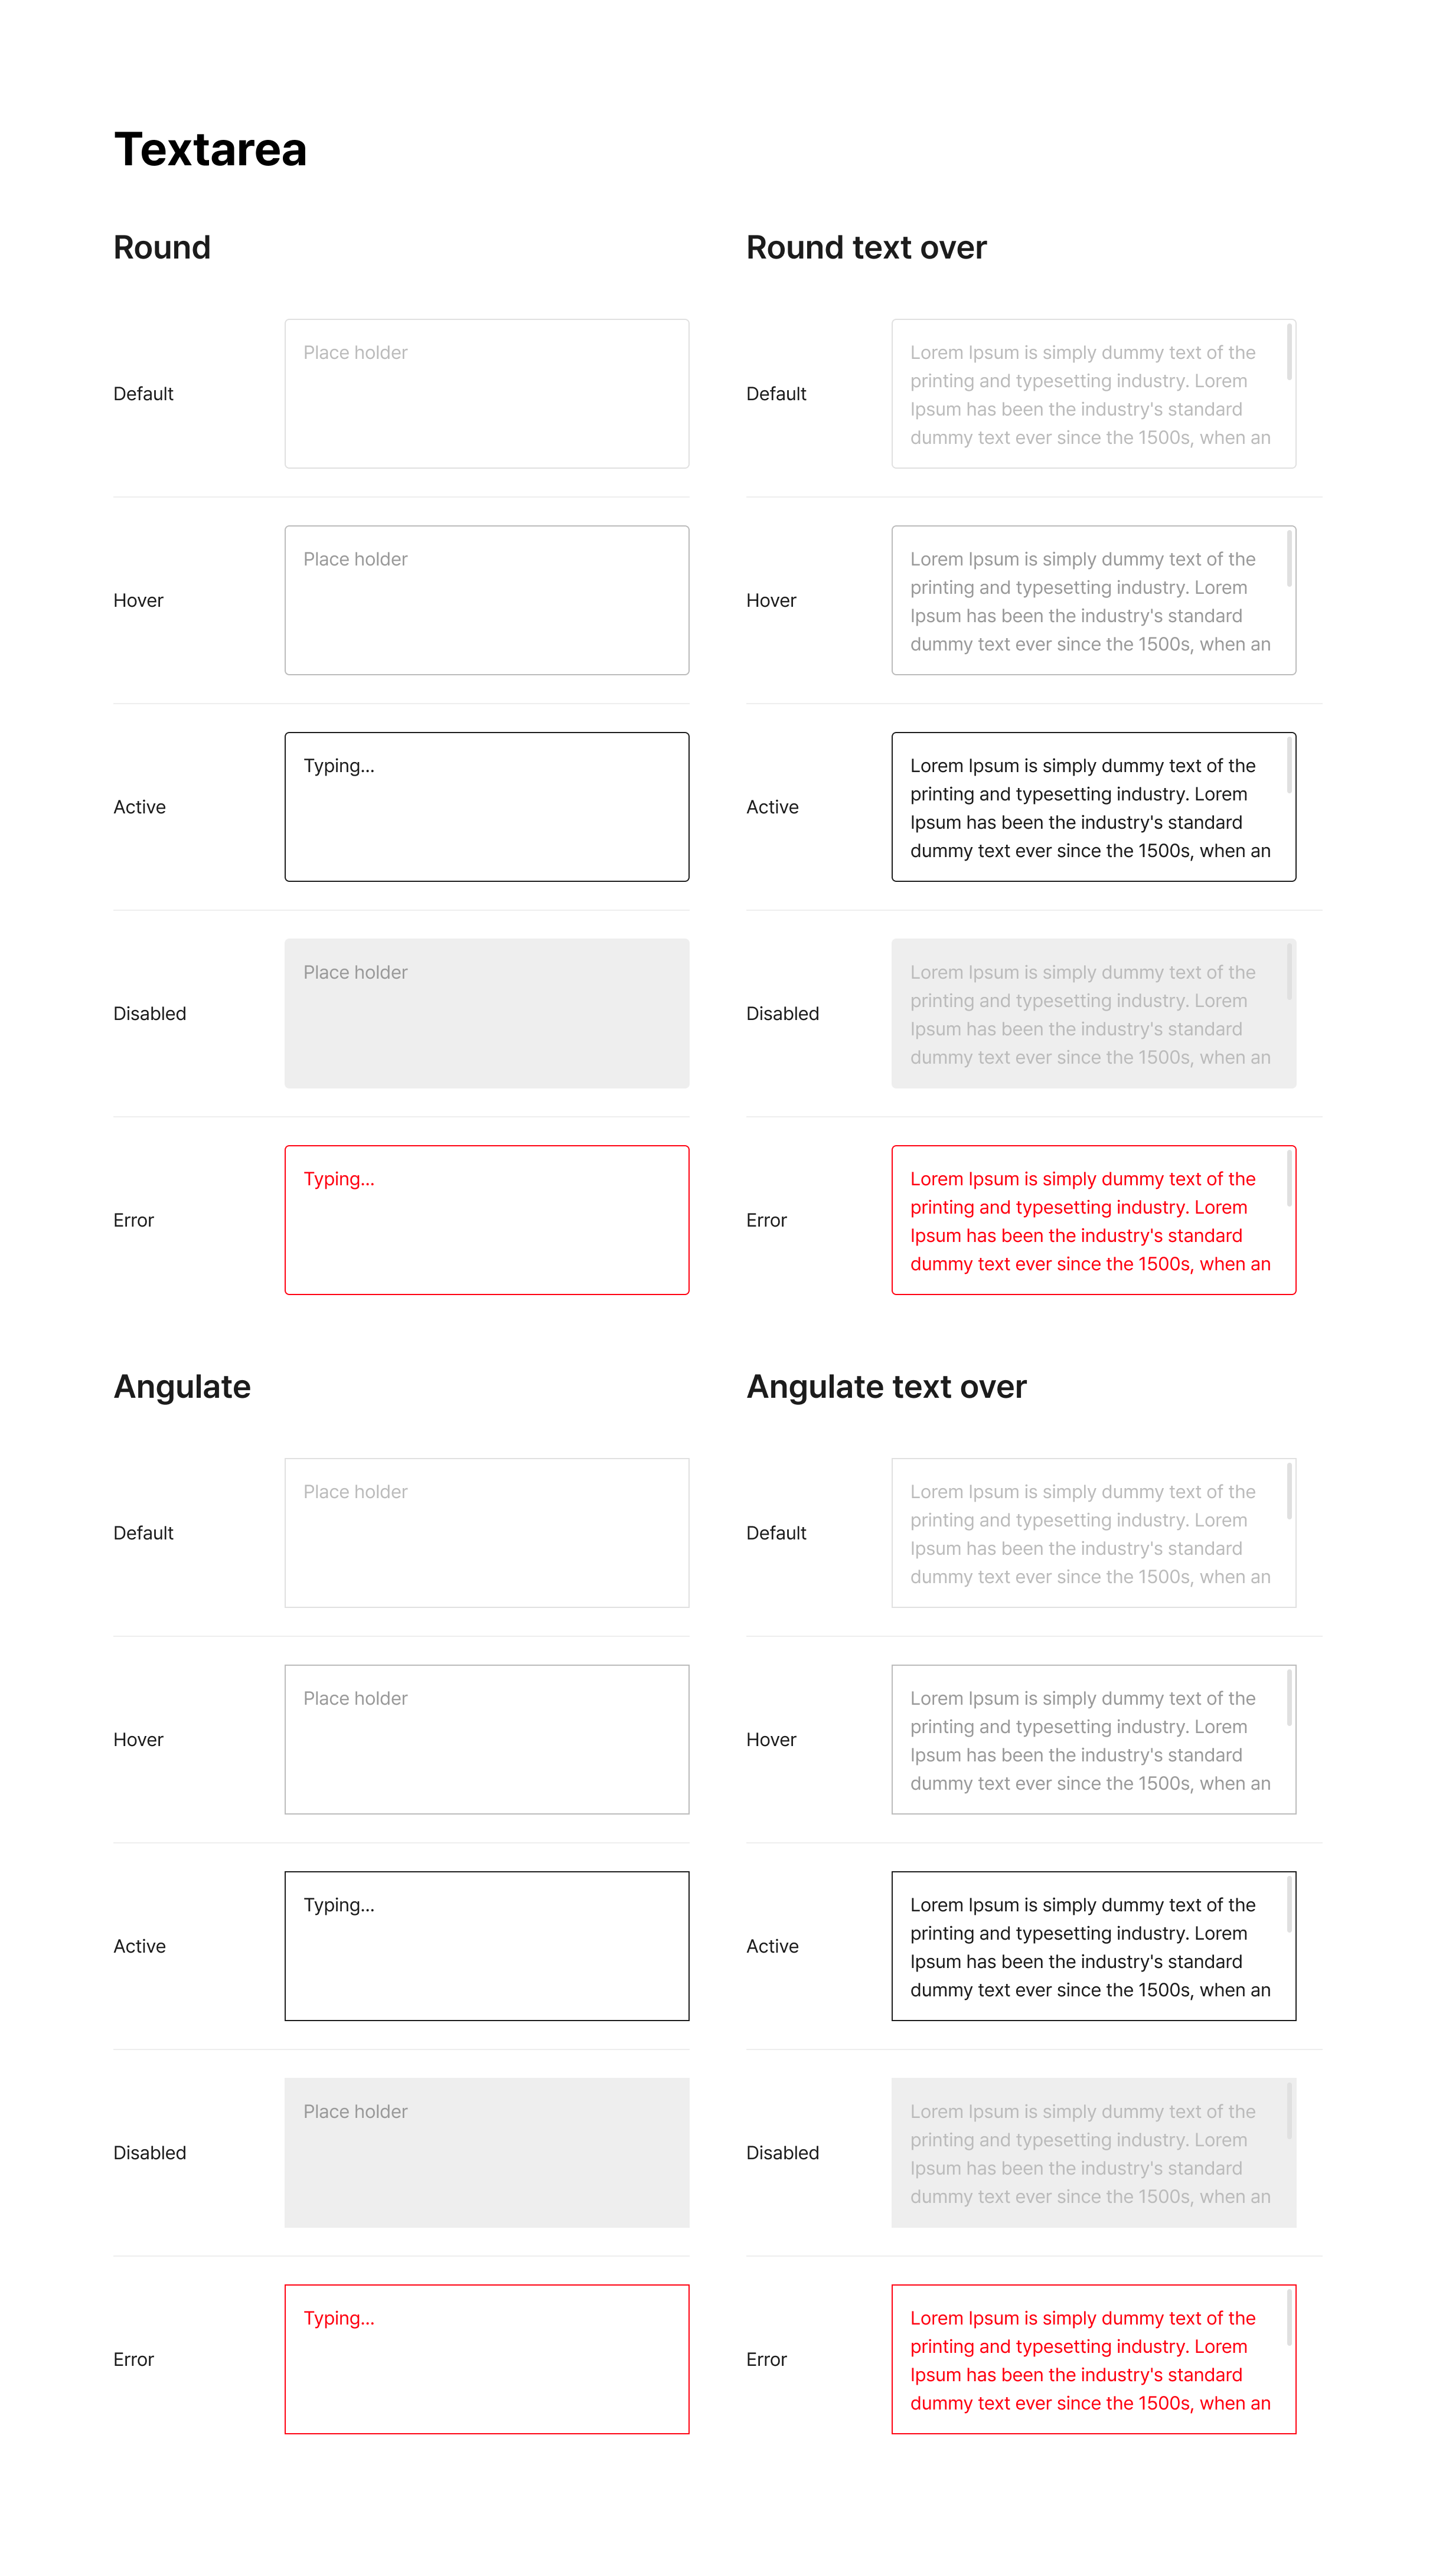 Textarea
Round
Default
Place holder
Hover
Place holder
Active
Typing...
Disabled
Place holder
Error
Typing...
Round text over
Default
Lorem Ipsum is simply dummy text of the
printing and typesetting industry. Lorem
Ipsum has been the industry's standard
dummy text ever since the 1500s, when an
Hover
Lorem Ipsum is simply dummy text of the
printing and typesetting industry. Lorem
Ipsum has been the industry's standard
dummy text ever since the 1500s, when an
Active
Lorem Ipsum is simply dummy text of the
printing and typesetting industry. Lorem
Ipsum has been the industry's standard
dummy text ever since the 1500s, when an
Disabled
Lorem Ipsum is simply dummy text of the
printing and typesetting industry. Lorem
Ipsum has been the industry's standard
dummy text ever since the 1500s, when an
Error
Lorem Ipsum is simply dummy text of the
printing and typesetting industry. Lorem
Ipsum has been the industry's standard
dummy text ever since the 1500s, when an
Angulate
Default
Place holder
Hover
Place holder
Active
Typing...
Disabled
Place holder
Error
Typing...
Angulate text over
Default
Lorem Ipsum is simply dummy text of the
printing and typesetting industry. Lorem
Ipsum has been the industry's standard
dummy text ever since the 1500s, when an
Hover
Lorem Ipsum is simply dummy text of the
printing and typesetting industry. Lorem
Ipsum has been the industry's standard
dummy text ever since the 1500s, when an
Active
Lorem Ipsum is simply dummy text of the
printing and typesetting industry. Lorem
Ipsum has been the industry's standard
dummy text ever since the 1500s, when an
Disabled
Lorem Ipsum is simply dummy text of the
printing and typesetting industry. Lorem
Ipsum has been the industry's standard
dummy text ever since the 1500s, when an
Error
Lorem Ipsum is simply dummy text of the
printing and typesetting industry. Lorem
Ipsum has been the industry's standard
dummy text ever since the 1500s, when an